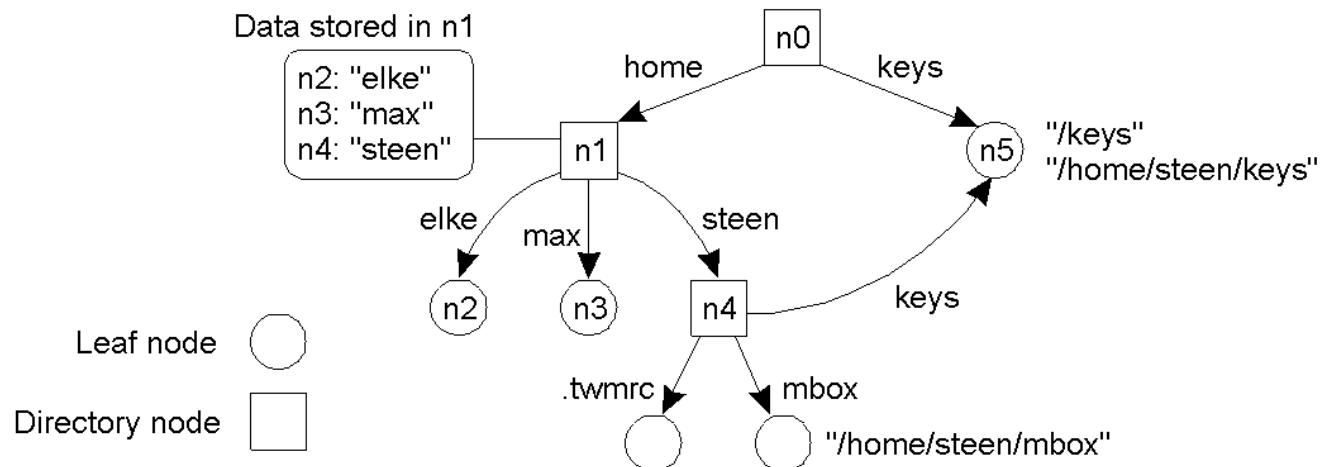 Data stored in n1
n0
n2: "elke"
n3: "max"
n4: "steen"
home
keys
n1
n5
"/keys"
"/home/steen/keys"
elke
max
steen
n2
n3
n4
keys
Leaf node
.twmrc
mbox
Directory node
"/home/steen/mbox"